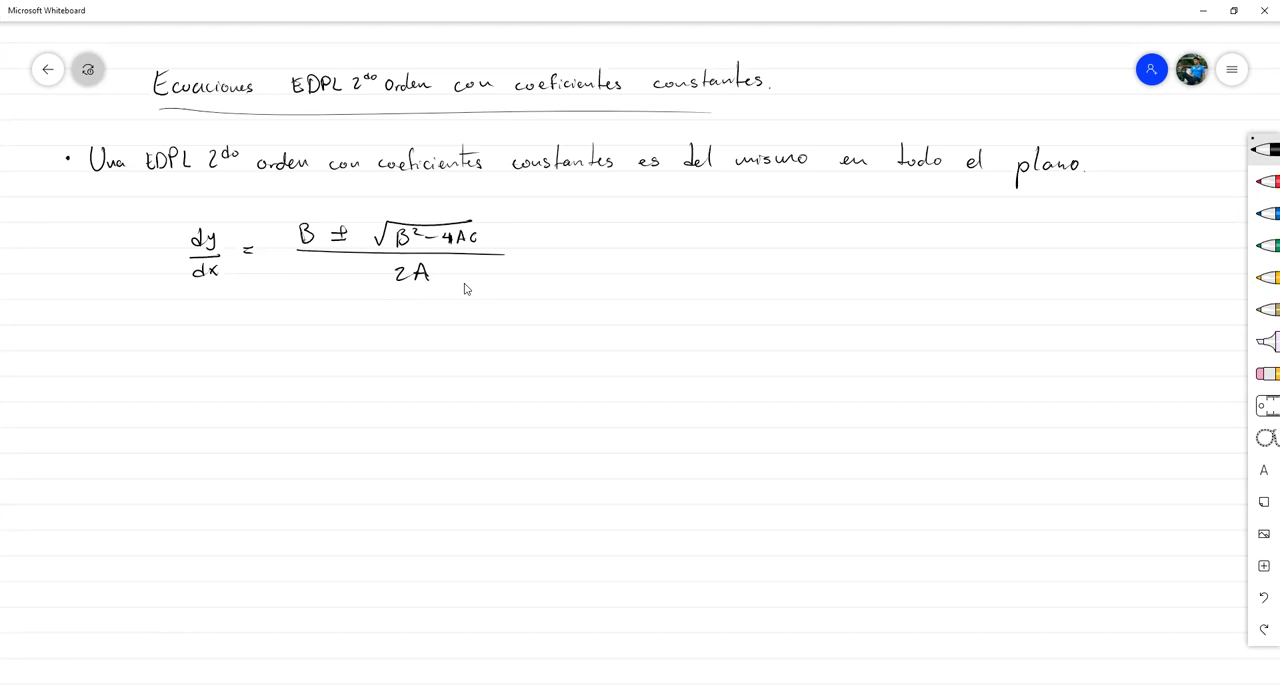 Microsoft Whiteboard
Ecuaciones EDPL 2do Orden co coeficientes constantes.
• Una EDPL 2do orden con coeficientes constantes es del mismo en todo el plano.
dy/dx = (B ± √(B² - 4AC)) / 2A
A